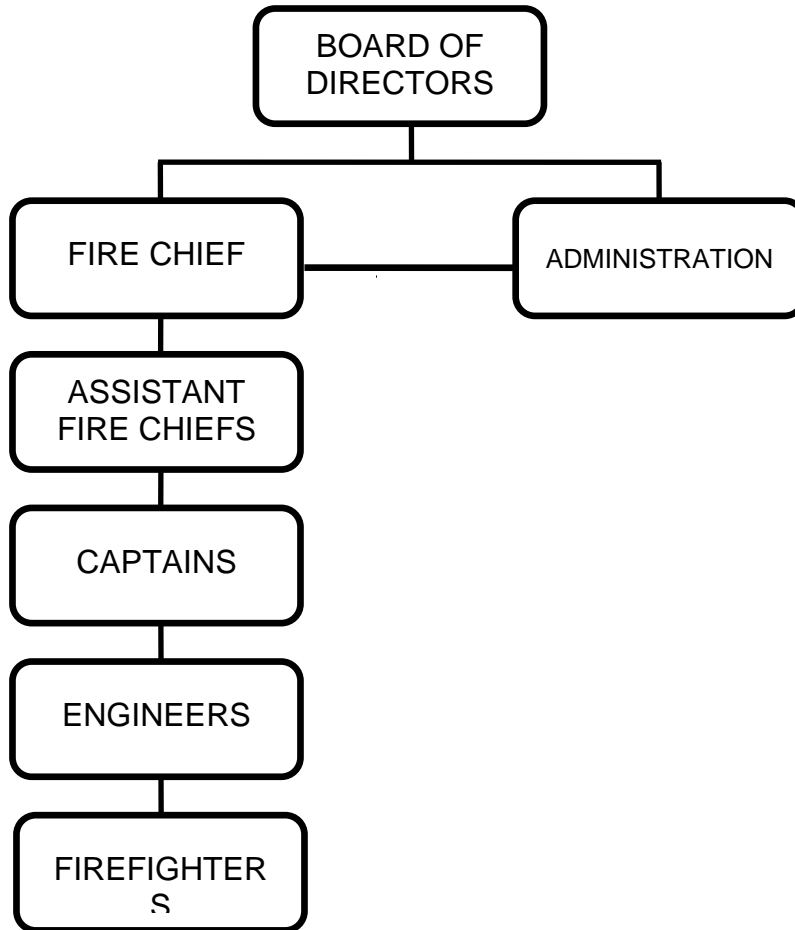 BOARD OF
DIRECTORS
FIRE CHIEF
ADMINISTRATION
ASSISTANT
FIRE CHIEFS
CAPTAINS
ENGINEERS
FIREFIGHTER
S